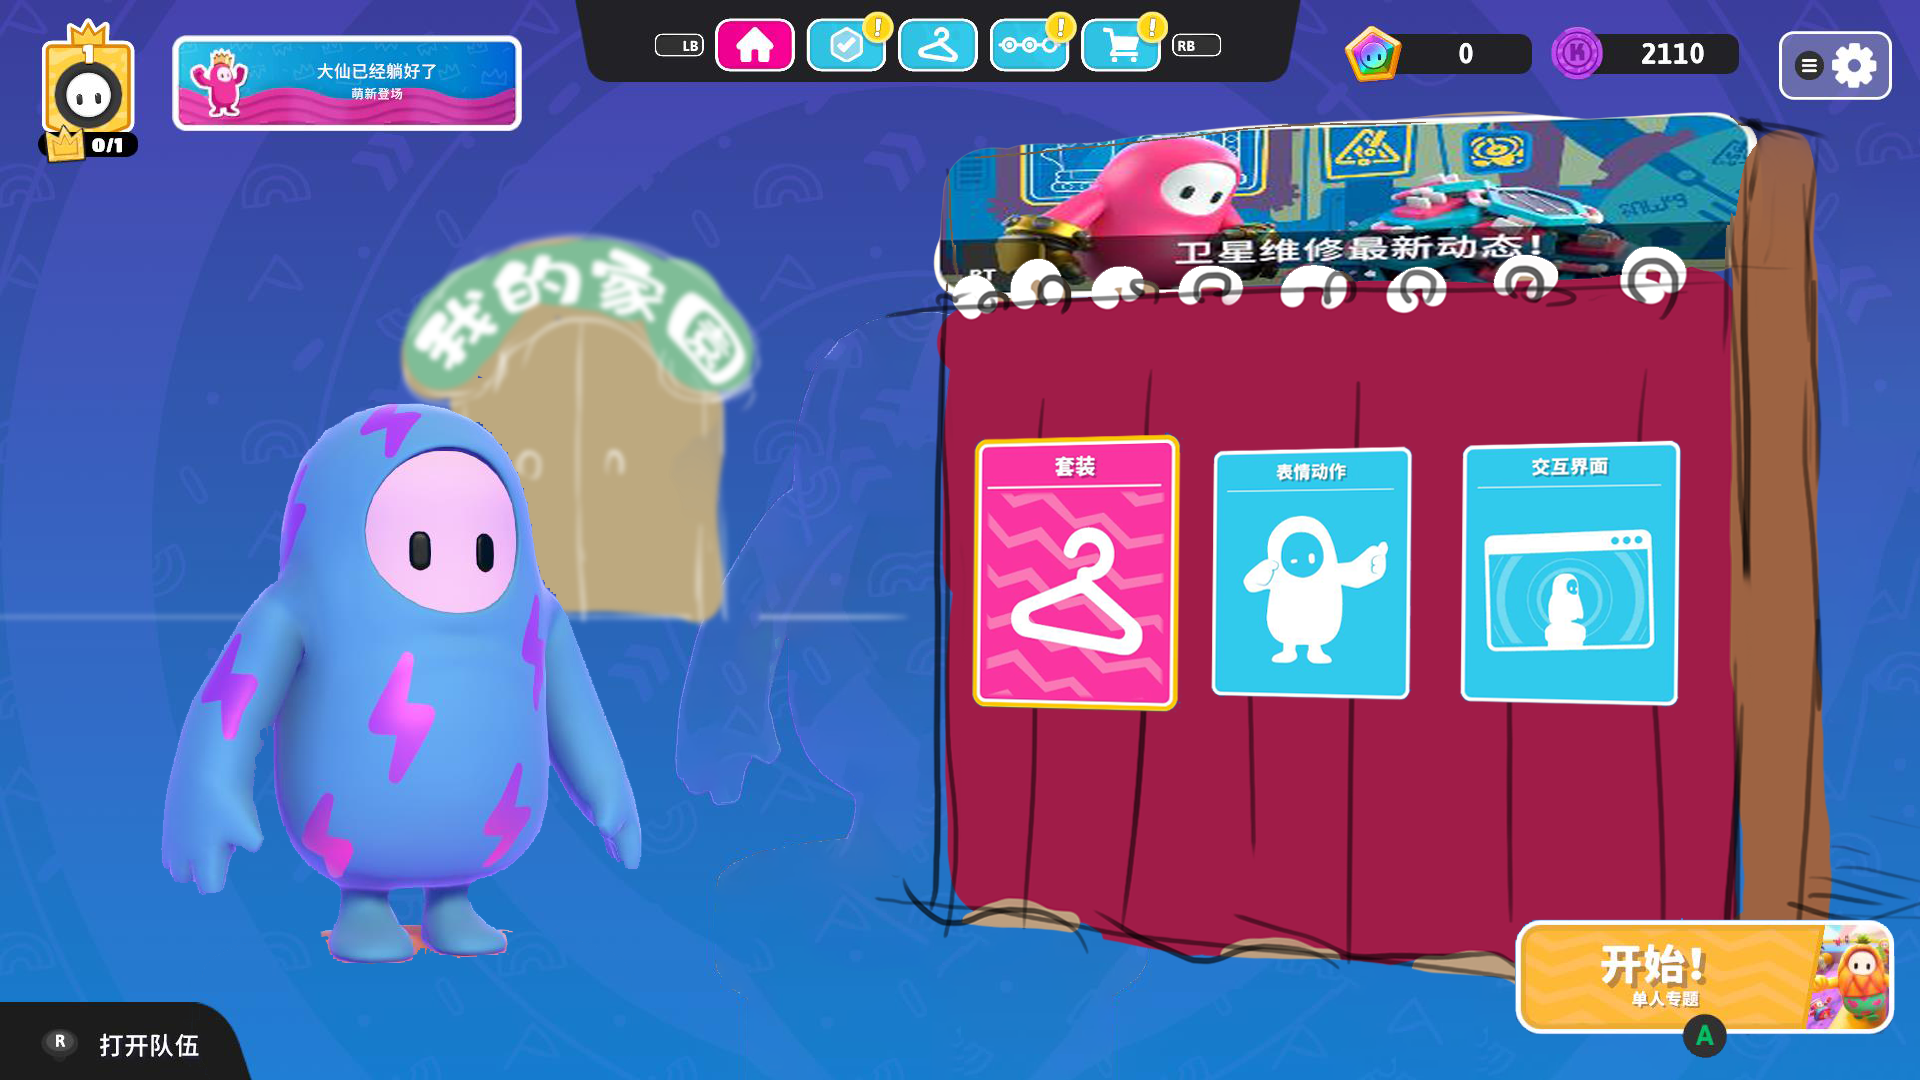 1
0/1
大仙已经躺好了
萌新登场
LB
RB
0
2110
我的家园
RT
卫星维修最新动态!
套装
表情动作
交互界面
开始!
单人专题
A
R
打开队伍